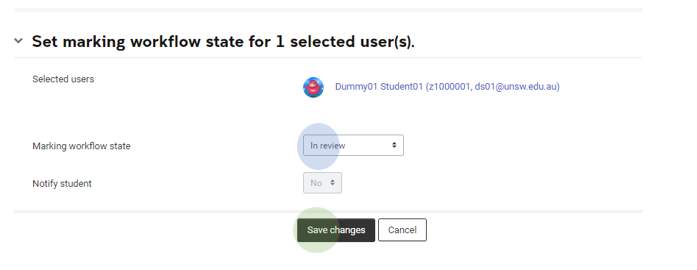 Set marking workflow state for 1 selected user(s).
Selected users
Dummy01 Student01 (z1000001, ds01@unsw.edu.au)
Marking workflow state
In review
Notify student
No
Save changes
Cancel